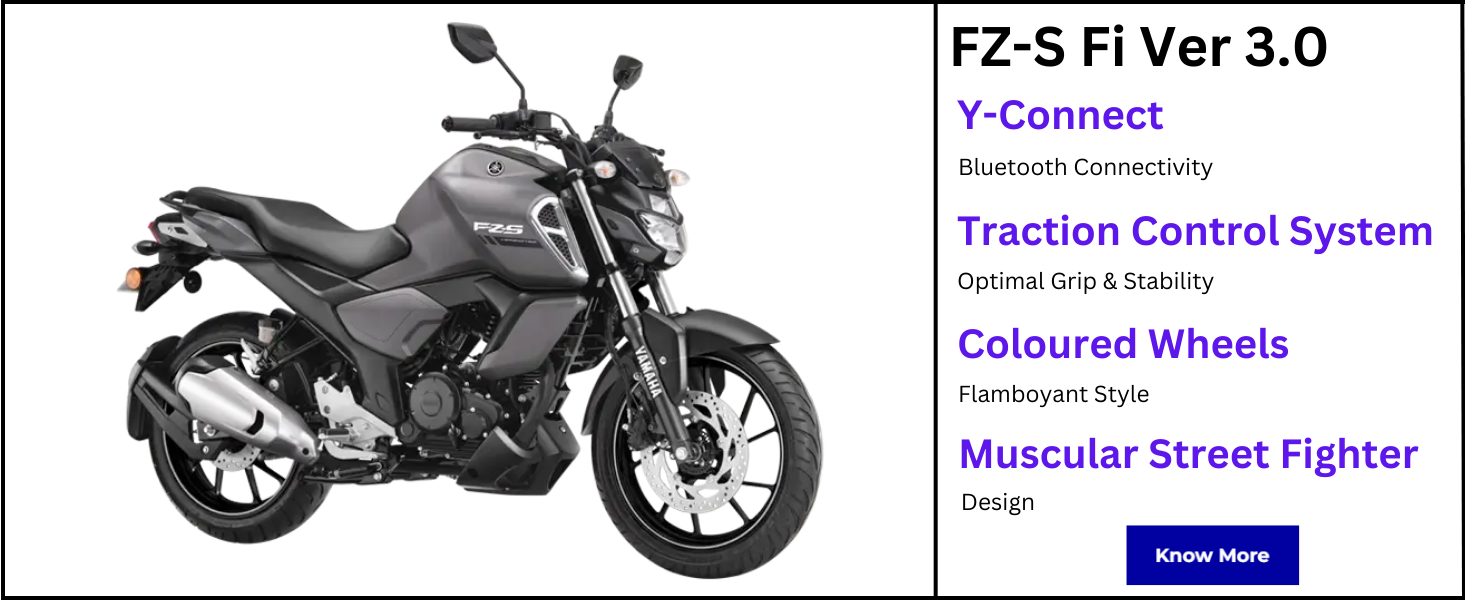 FZ-S
YAMAHA
FZ-S Fi Ver 3.0
Y-Connect
Bluetooth Connectivity
Traction Control System
Optimal Grip & Stability
Coloured Wheels
Flamboyant Style
Muscular Street Fighter
Design
Know More